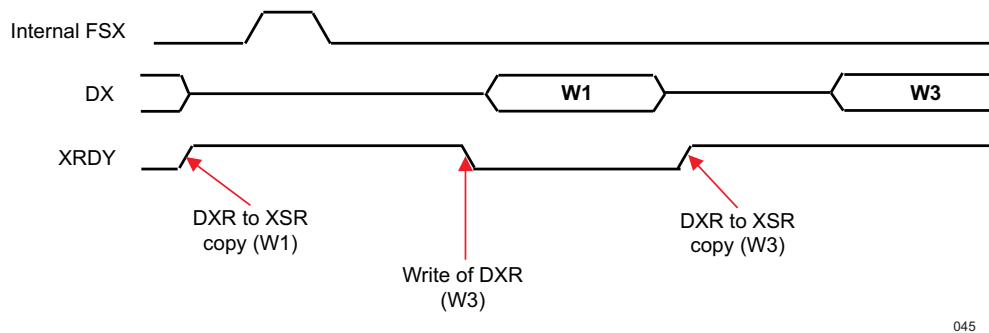 Internal FSX
DX
W1
W3
XRDY
DXR to XSR
copy (W1)
Write of DXR
(W3)
DXR to XSR
copy (W3)
045